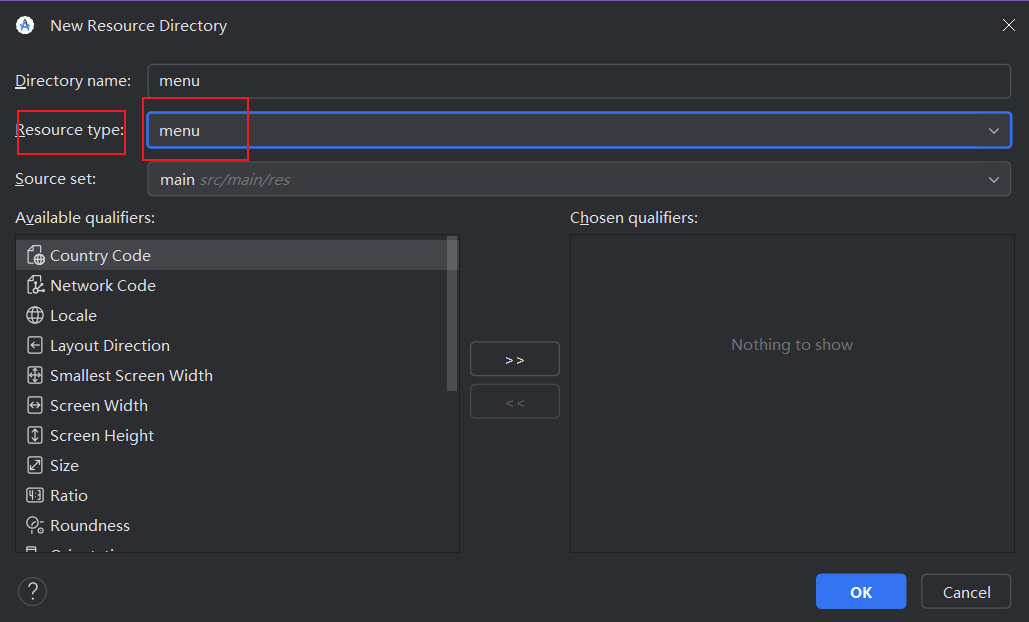 New Resource Directory
Directory name: menu
Resource type: menu
Source set: main src/main/res
Available qualifiers: Chosen qualifiers:
Country Code
Network Code
Locale
Layout Direction
Nothing to show
>>
Smallest Screen Width
Screen Width
<<
Screen Height
Size
4:3 Ratio
Roundness
? OK Cancel